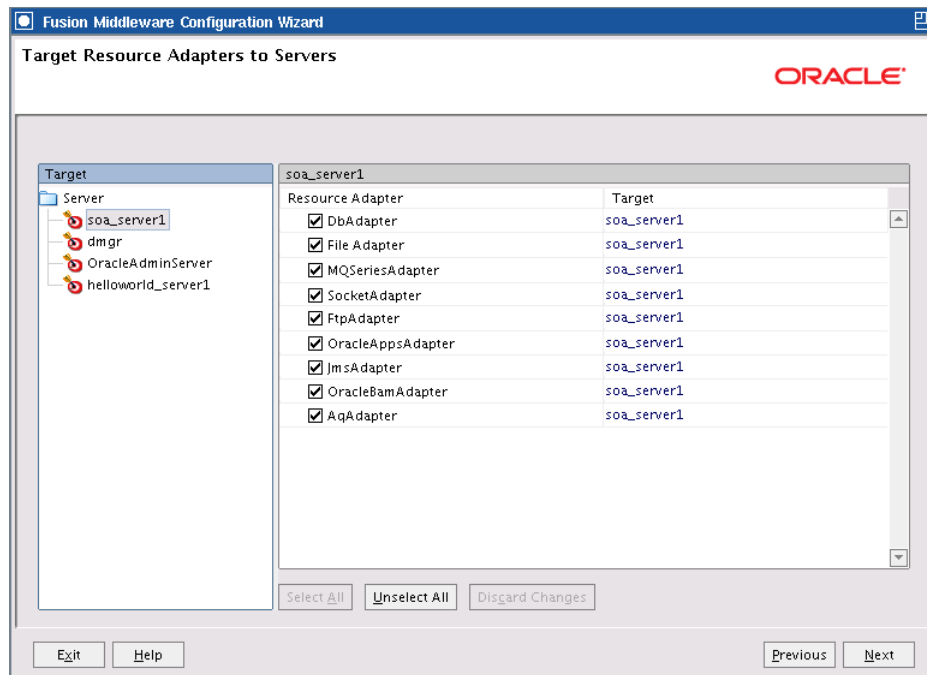 Fusion Middleware Configuration Wizard
Target Resource Adapters to Servers
ORACLE
Target
Server
soa_server1
dmgr
OracleAdminServer
helloworld_server1
soa_server1
Resource Adapter Target
DbAdapter soa_server1
File Adapter soa_server1
MQSeriesAdapter soa_server1
SocketAdapter soa_server1
FtpAdapter soa_server1
OracleAppsAdapter soa_server1
JmsAdapter soa_server1
OracleBamAdapter soa_server1
AqAdapter soa_server1
Select All Unselect All Discard Changes
Exit Help Previous Next